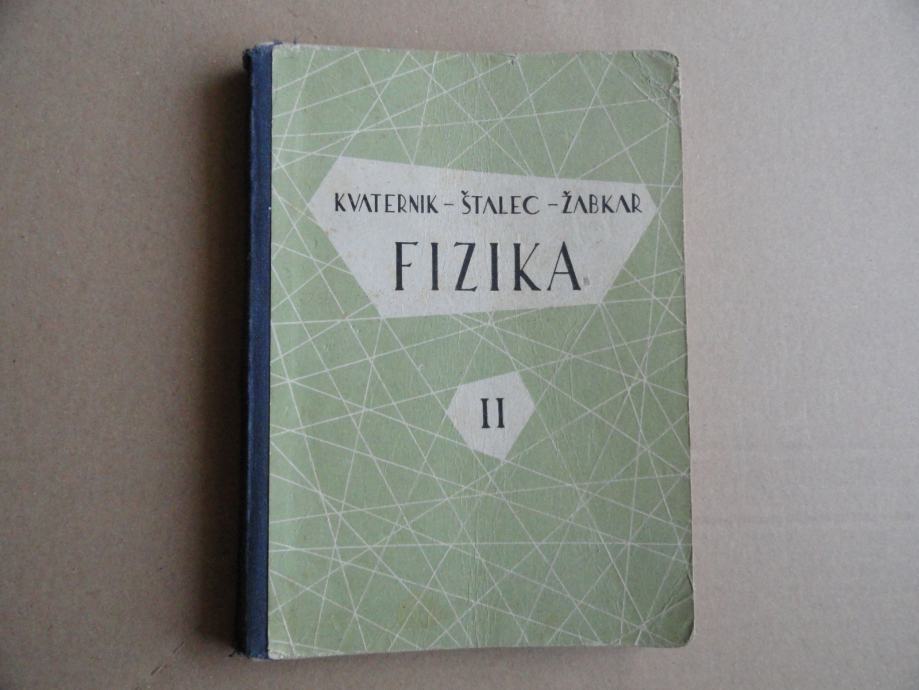 KVATERNIK – ŠTALEC – ŽABKAR
FIZIKA
II